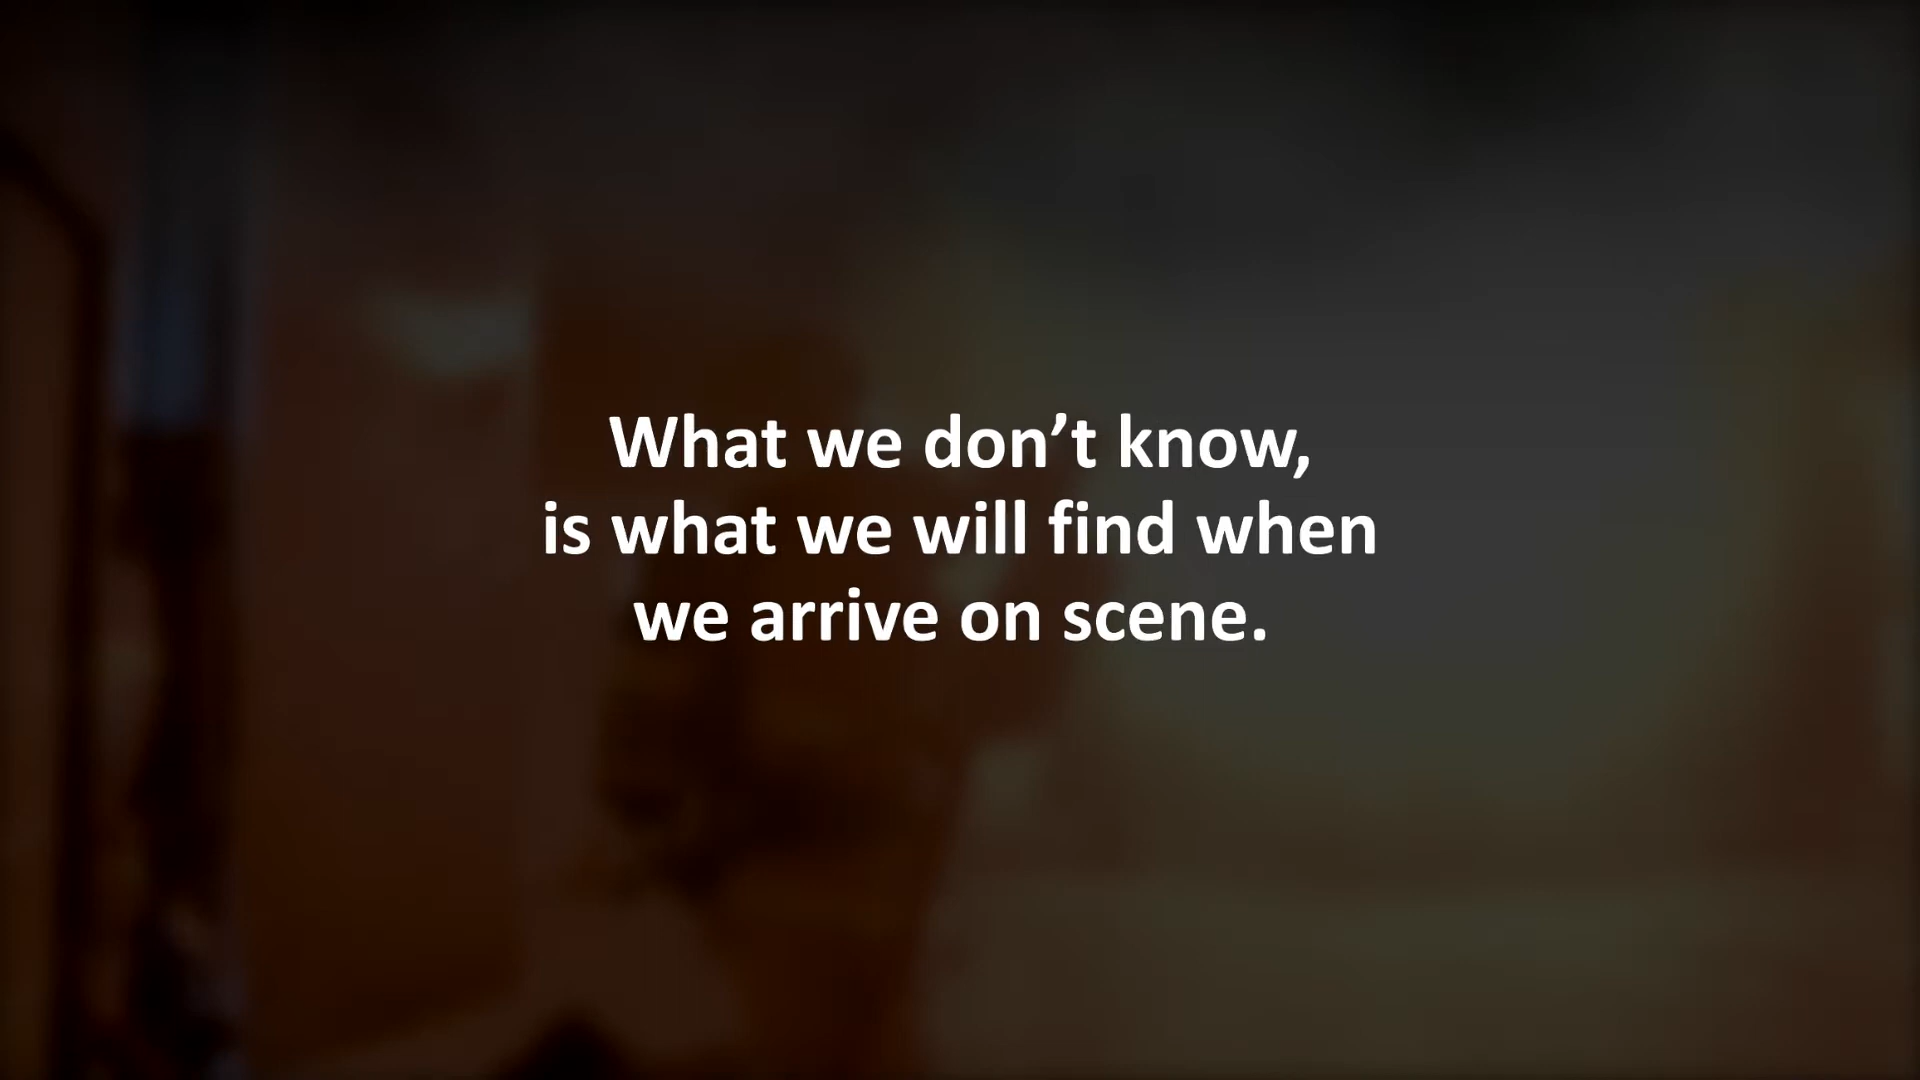 What we don’t know,
is what we will find when
we arrive on scene.